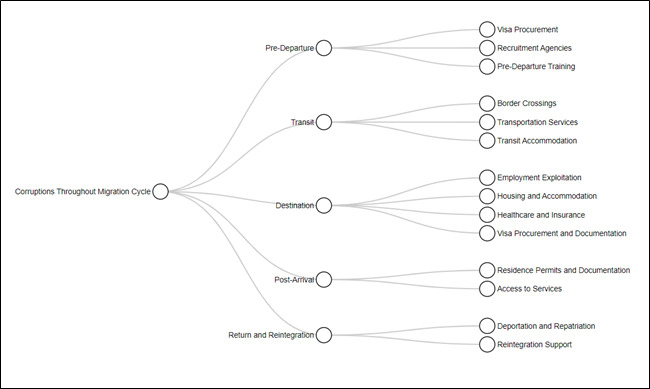 Corruptions Throughout Migration Cycle
Pre-Departure
Visa Procurement
Recruitment Agencies
Pre-Departure Training
Transit
Border Crossings
Transportation Services
Transit Accommodation
Destination
Employment Exploitation
Housing and Accommodation
Healthcare and Insurance
Visa Procurement and Documentation
Post-Arrival
Residence Permits and Documentation
Access to Services
Return and Reintegration
Deportation and Repatriation
Reintegration Support